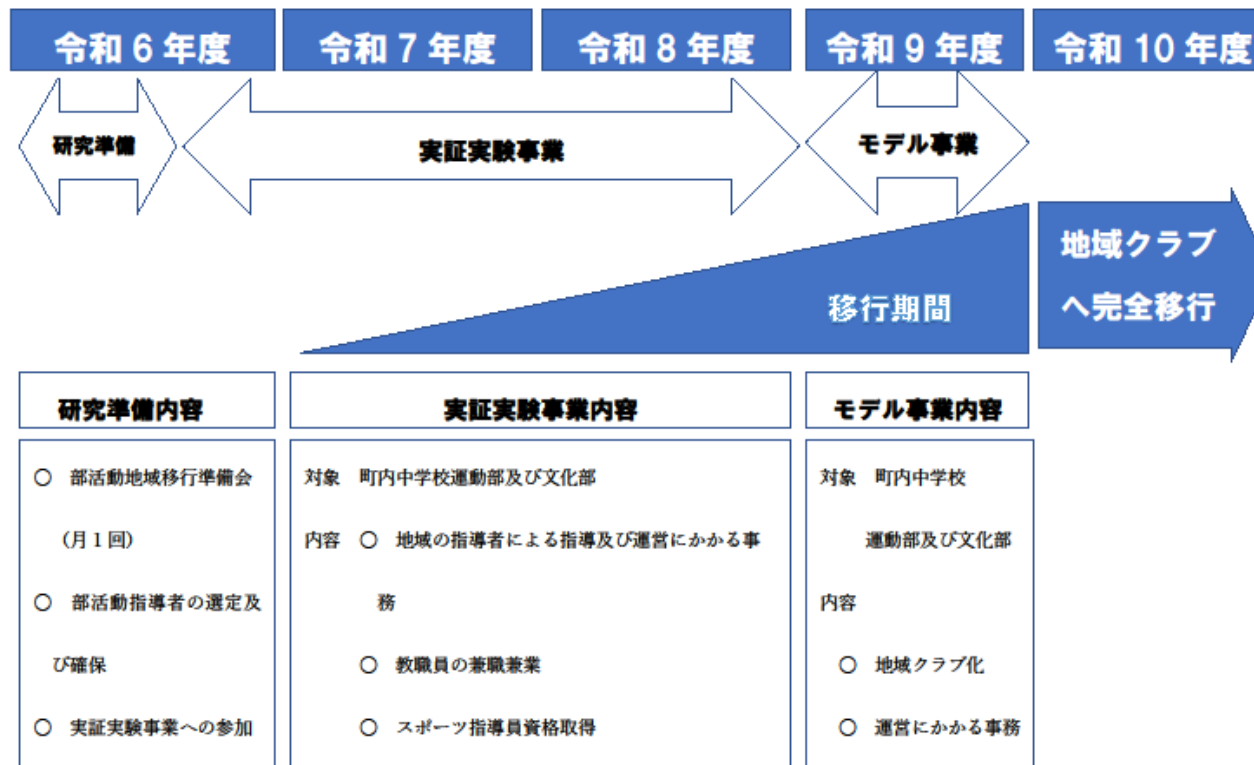 令和6年度
令和7年度
令和8年度
令和9年度
令和10年度
研究準備
実証実験事業
モデル事業
移行期間
地域クラブ
へ完全移行
研究準備内容
○ 部活動地域移行準備会
(月1回)
○ 部活動指導者の選定及
び確保
○ 実証実験事業への参加
実証実験事業内容
対象 町内中学校運動部及び文化部
内容 ○ 地域の指導者による指導及び運営にかかる事
務
○ 教職員の兼職兼業
○ スポーツ指導員資格取得
モデル事業内容
対象 町内中学校
運動部及び文化部
内容
○ 地域クラブ化
○ 運営にかかる事務